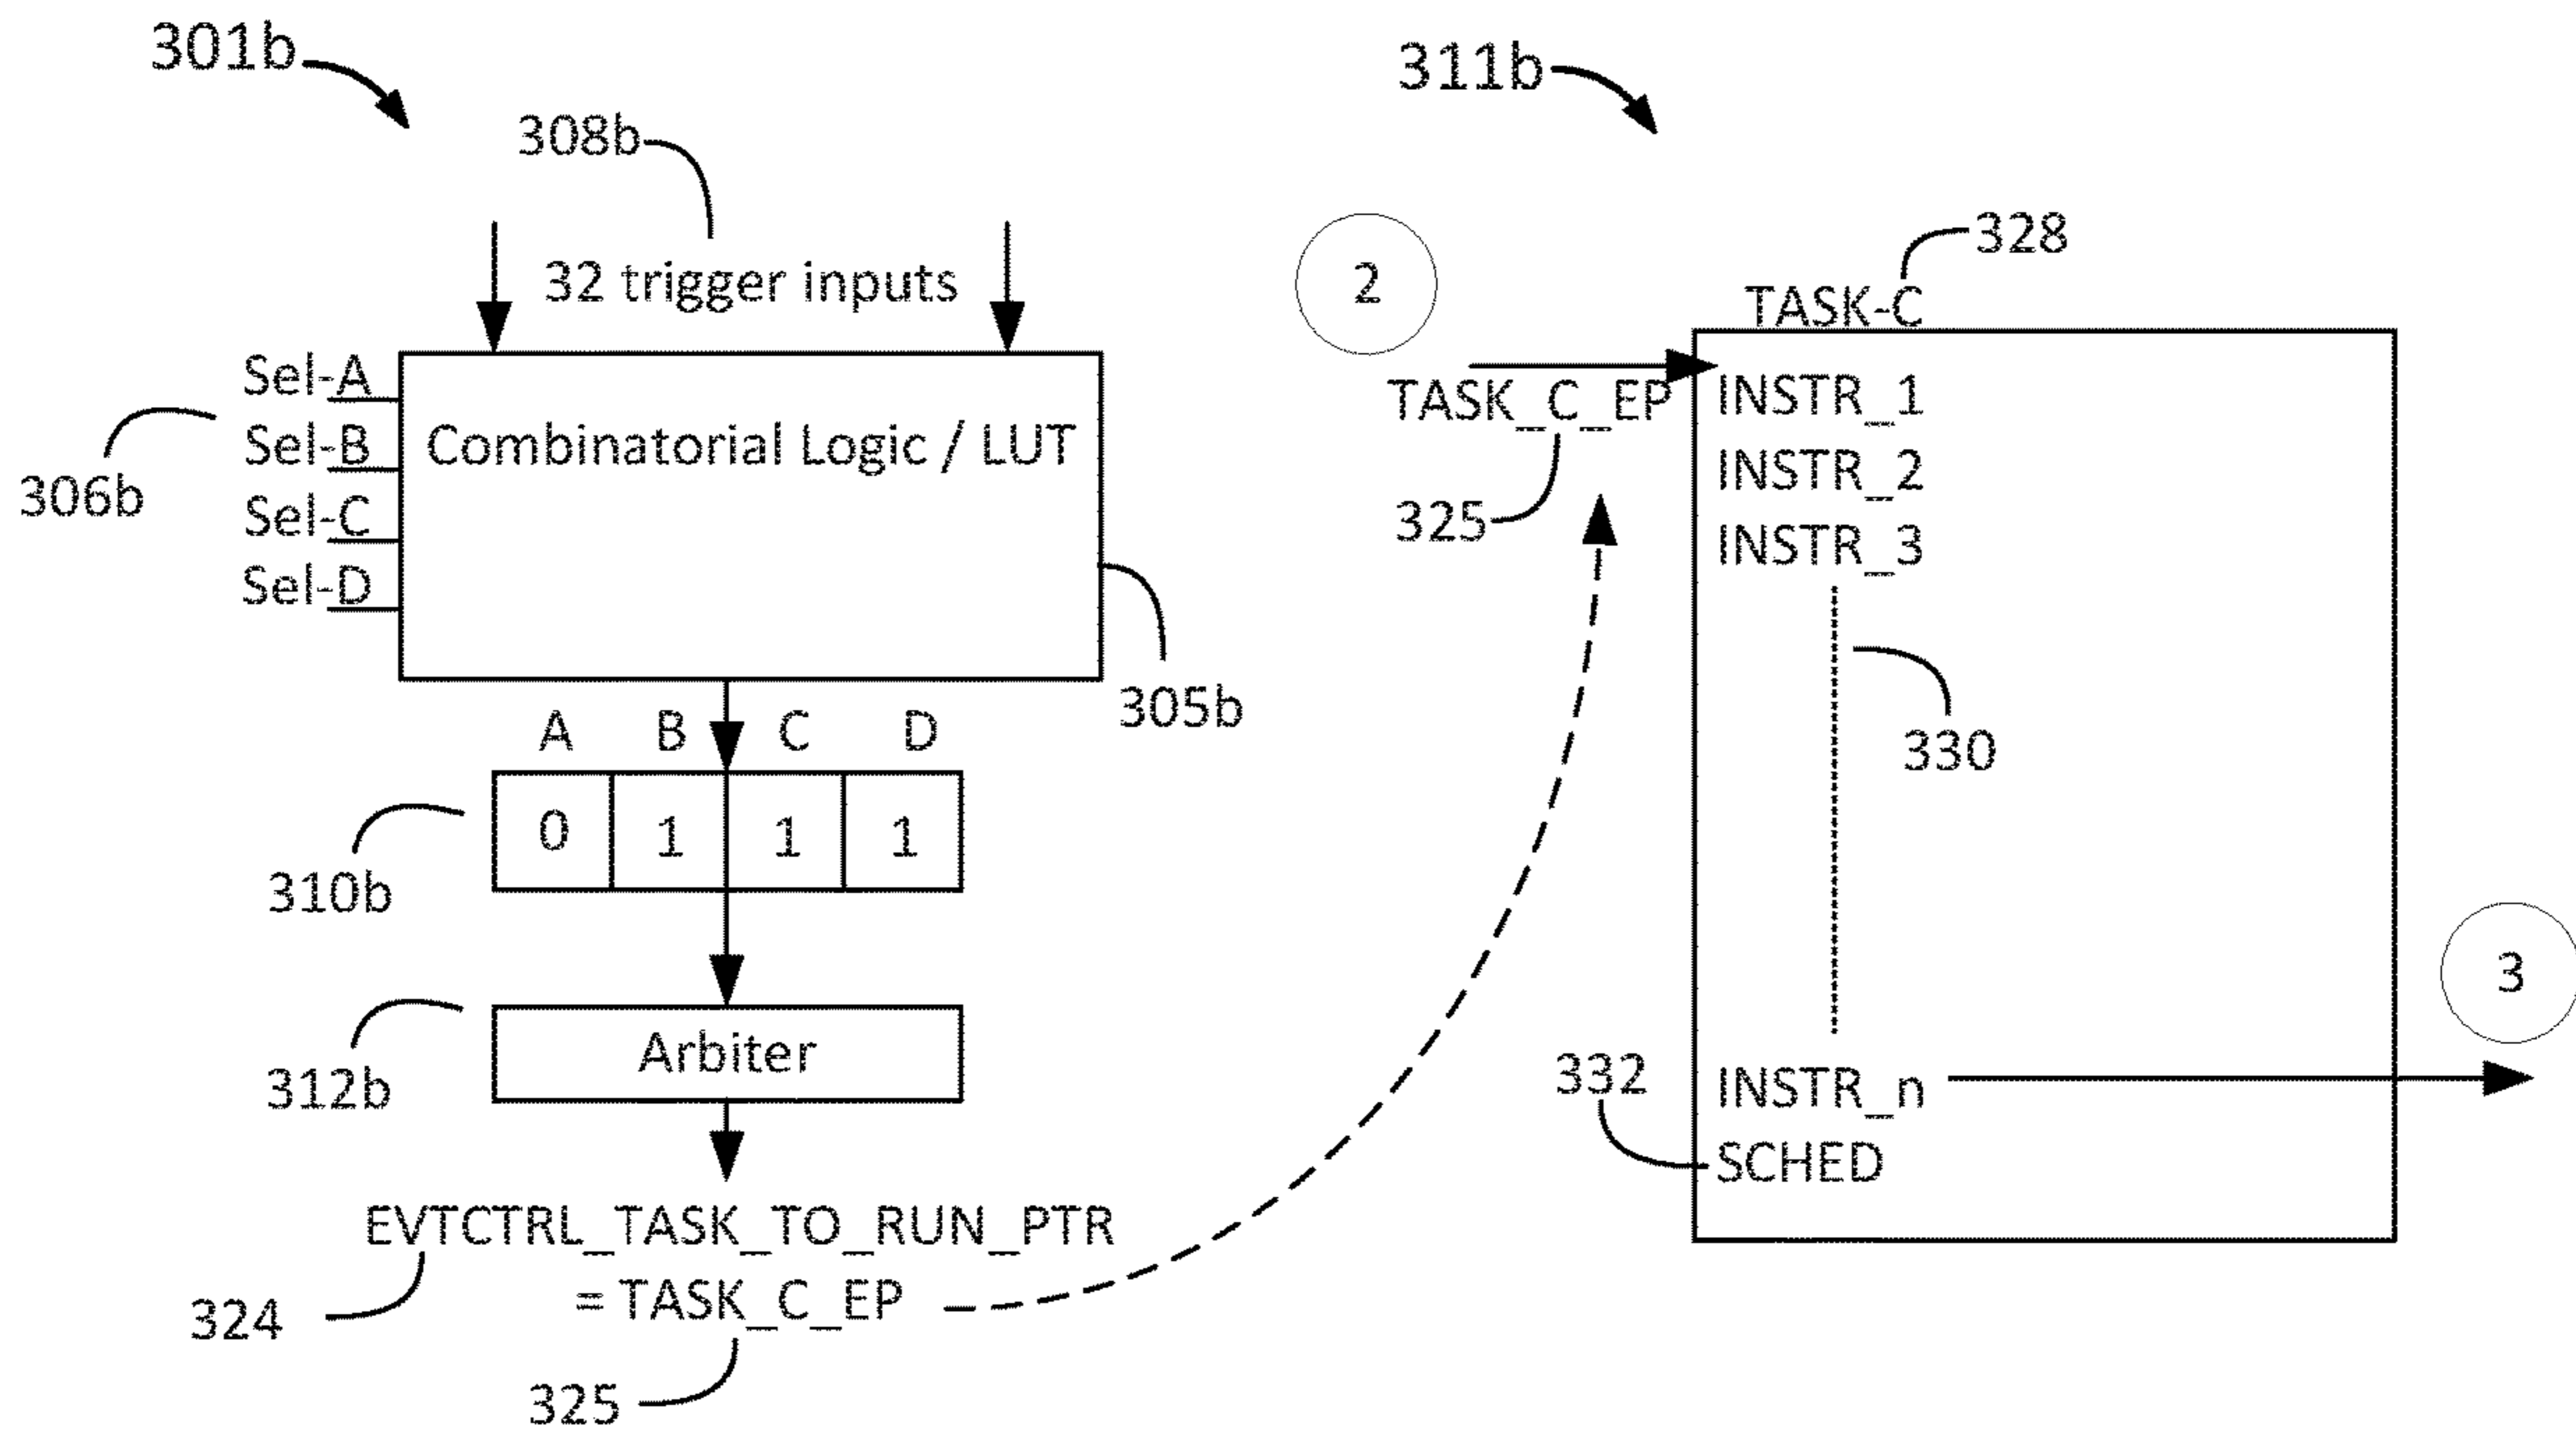 301b
308b
32 trigger inputs
Sel-A
Sel-B
Sel-C
Sel-D
306b
Combinatorial Logic / LUT
305b
A B C D
0 1 1 1
310b
Arbiter
312b
EVTCTRL_TASK_TO_RUN_PTR
= TASK_C_EP
324
325
311b
2
328
TASK-C
TASK_C_EP
325
INSTR_1
INSTR_2
INSTR_3
330
3
332
INSTR_n
SCHED